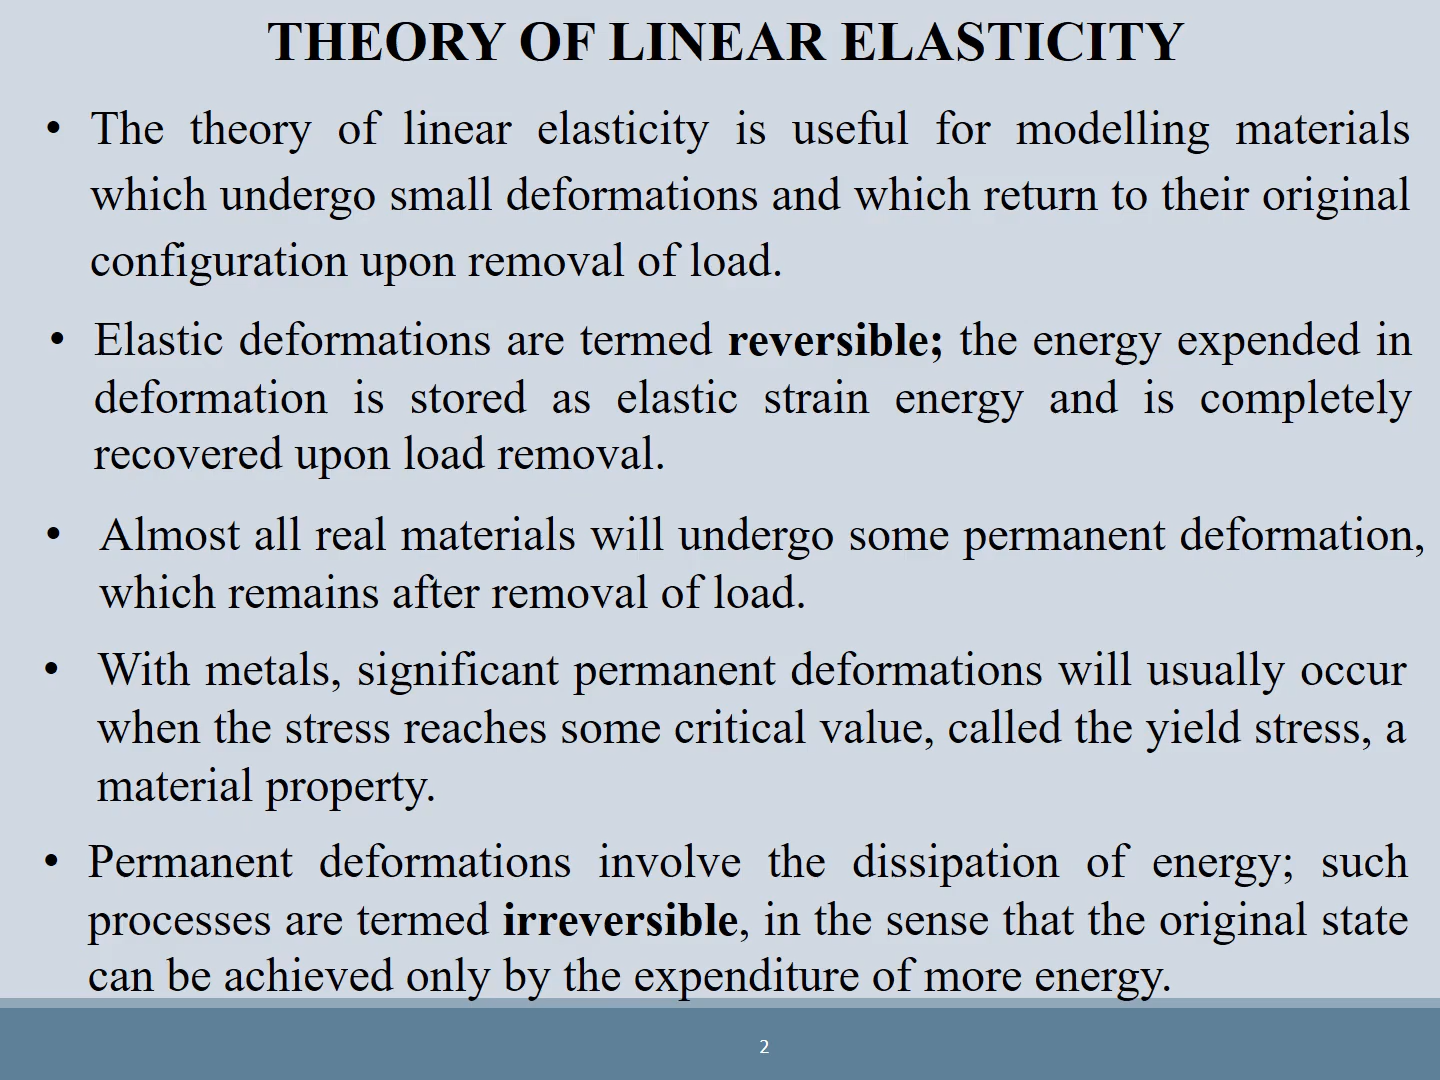 THEORY OF LINEAR ELASTICITY
• The theory of linear elasticity is useful for modelling materials
which undergo small deformations and which return to their original
configuration upon removal of load.
• Elastic deformations are termed reversible; the energy expended in
deformation is stored as elastic strain energy and is completely
recovered upon load removal.
• Almost all real materials will undergo some permanent deformation,
which remains after removal of load.
• With metals, significant permanent deformations will usually occur
when the stress reaches some critical value, called the yield stress, a
material property.
• Permanent deformations involve the dissipation of energy; such
processes are termed irreversible, in the sense that the original state
can be achieved only by the expenditure of more energy.
2